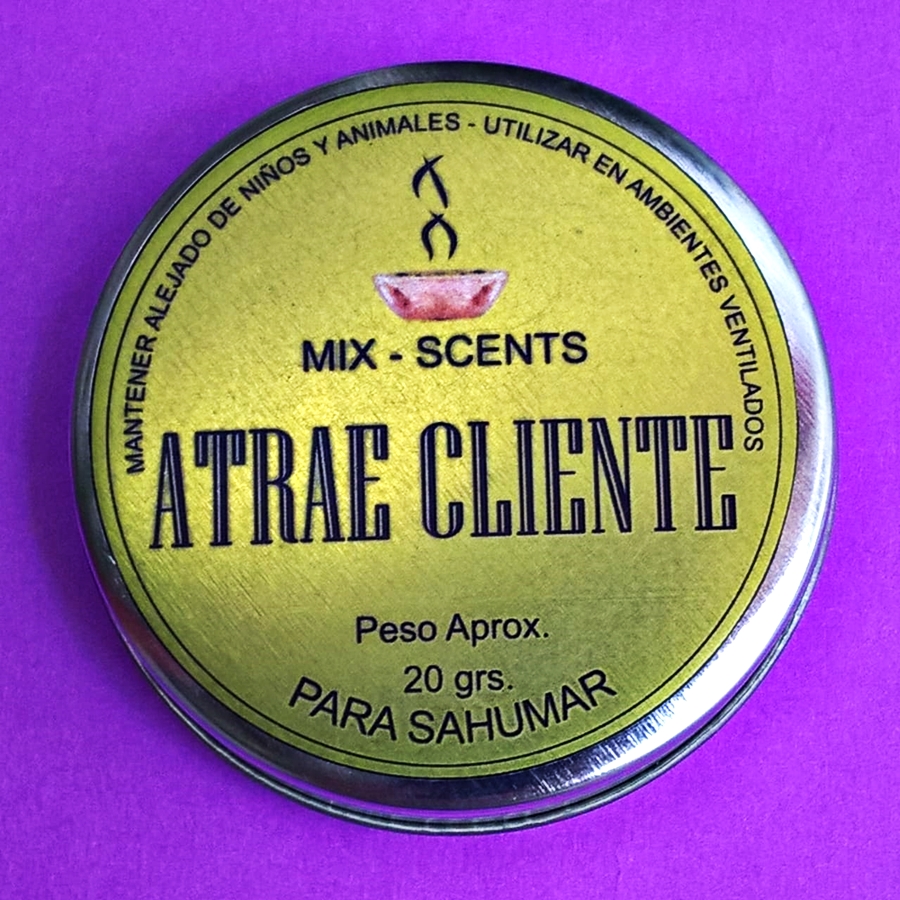 MANTENER ALEJADO DE NIÑOS Y ANIMALES - UTILIZAR EN AMBIENTES VENTILADOS
MIX - SCENTS
ATRAE CLIENTE
Peso Aprox.
20 grs.
PARA SAHUMAR